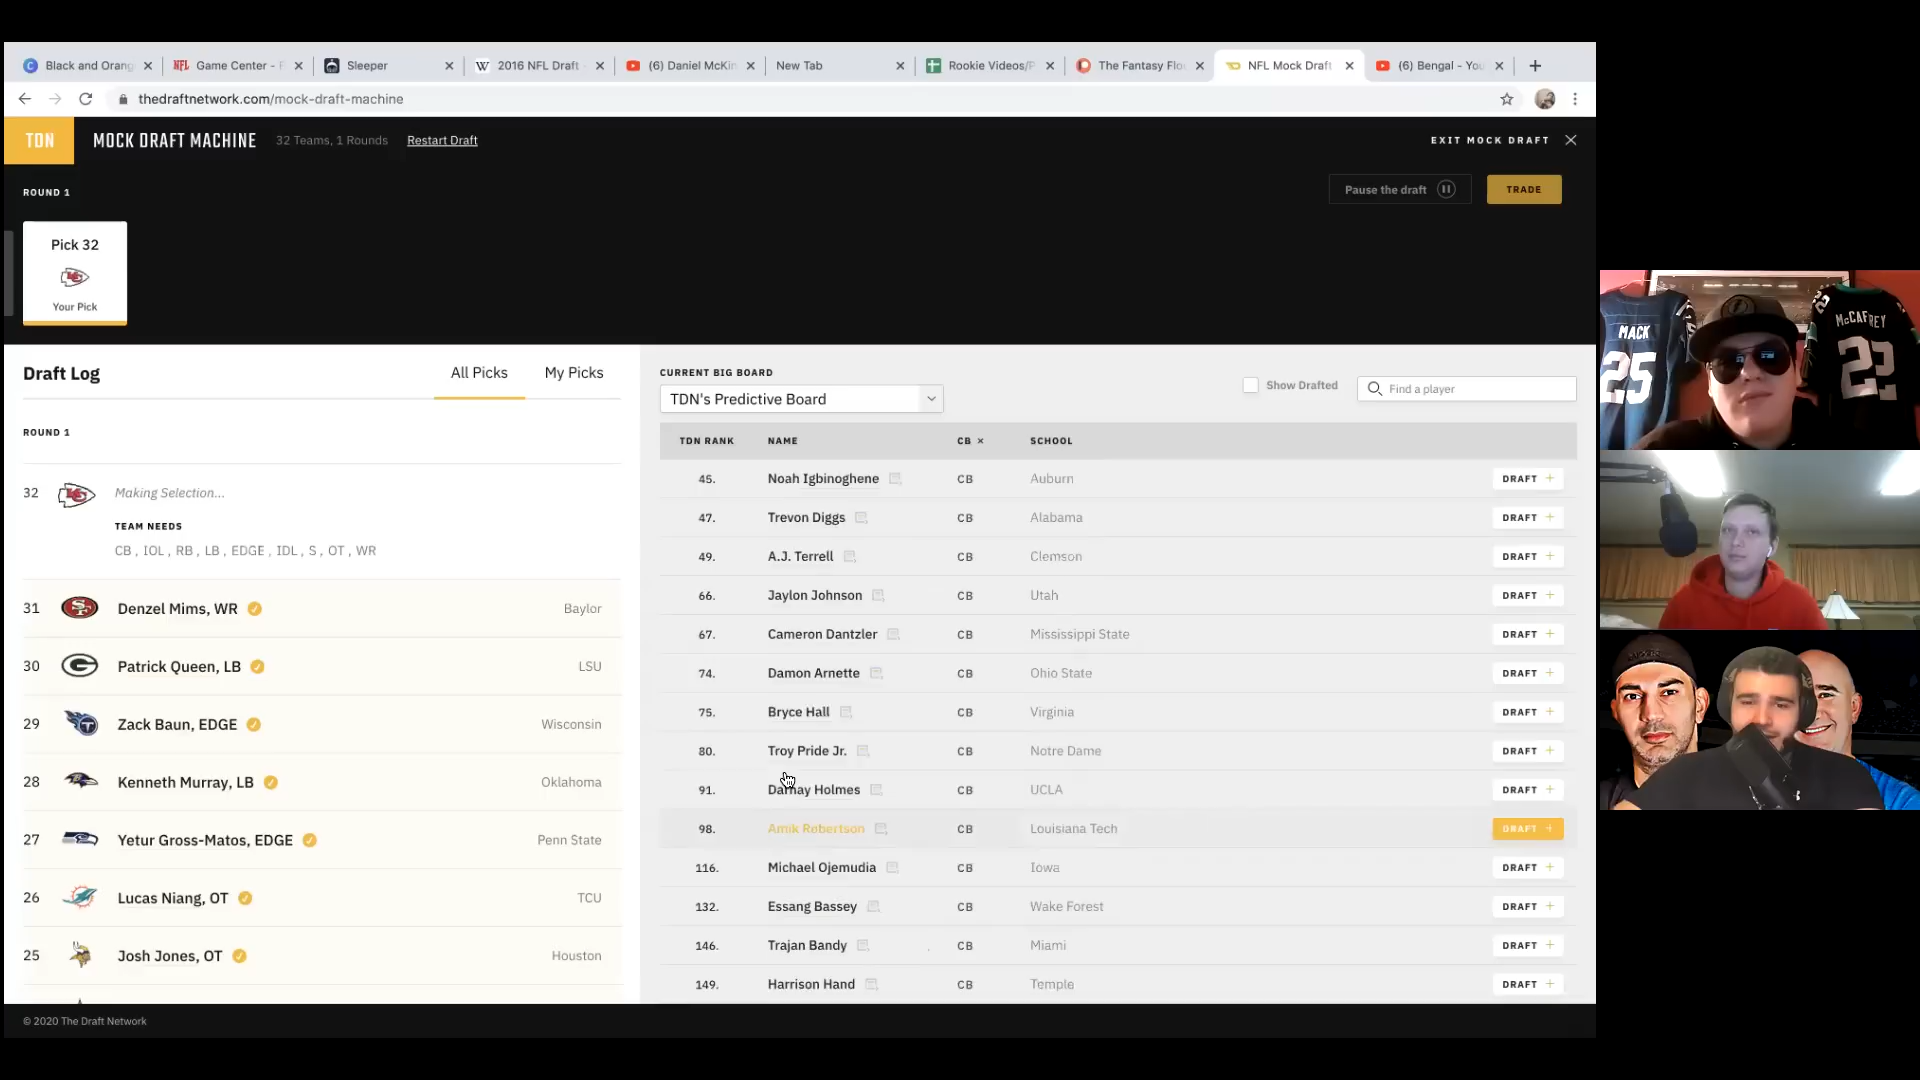 Black and Orang
NFL Game Center - F
Sleeper
W 2016 NFL Draft -
(6) Daniel McKin
New Tab
Rookie Videos/P
The Fantasy Flo
NFL Mock Draft
(6) Bengal - You
thedraftnetwork.com/mock-draft-machine
TDN MOCK DRAFT MACHINE 32 Teams, 1 Rounds Restart Draft
EXIT MOCK DRAFT
ROUND 1
Pause the draft
TRADE
Pick 32
Your Pick
Draft Log
All Picks
My Picks
ROUND 1
32 Making Selection...
TEAM NEEDS
CB , IOL , RB , LB , EDGE , IDL , S , OT , WR
31 Denzel Mims, WR Baylor
30 Patrick Queen, LB LSU
29 Zack Baun, EDGE Wisconsin
28 Kenneth Murray, LB Oklahoma
27 Yetur Gross-Matos, EDGE Penn State
26 Lucas Niang, OT TCU
25 Josh Jones, OT Houston
CURRENT BIG BOARD
TDN's Predictive Board
Show Drafted
Find a player
TDN RANK NAME CB × SCHOOL
45. Noah Igbinoghene CB Auburn DRAFT +
47. Trevon Diggs CB Alabama DRAFT +
49. A.J. Terrell CB Clemson DRAFT +
66. Jaylon Johnson CB Utah DRAFT +
67. Cameron Dantzler CB Mississippi State DRAFT +
74. Damon Arnette CB Ohio State DRAFT +
75. Bryce Hall CB Virginia DRAFT +
80. Troy Pride Jr. CB Notre Dame DRAFT +
91. Darnay Holmes CB UCLA DRAFT +
98. Amik Robertson CB Louisiana Tech DRAFT +
116. Michael Ojemudia CB Iowa DRAFT +
132. Essang Bassey CB Wake Forest DRAFT +
146. Trajan Bandy CB Miami DRAFT +
149. Harrison Hand CB Temple DRAFT +
© 2020 The Draft Network
MACK
25
McCAFFREY
22